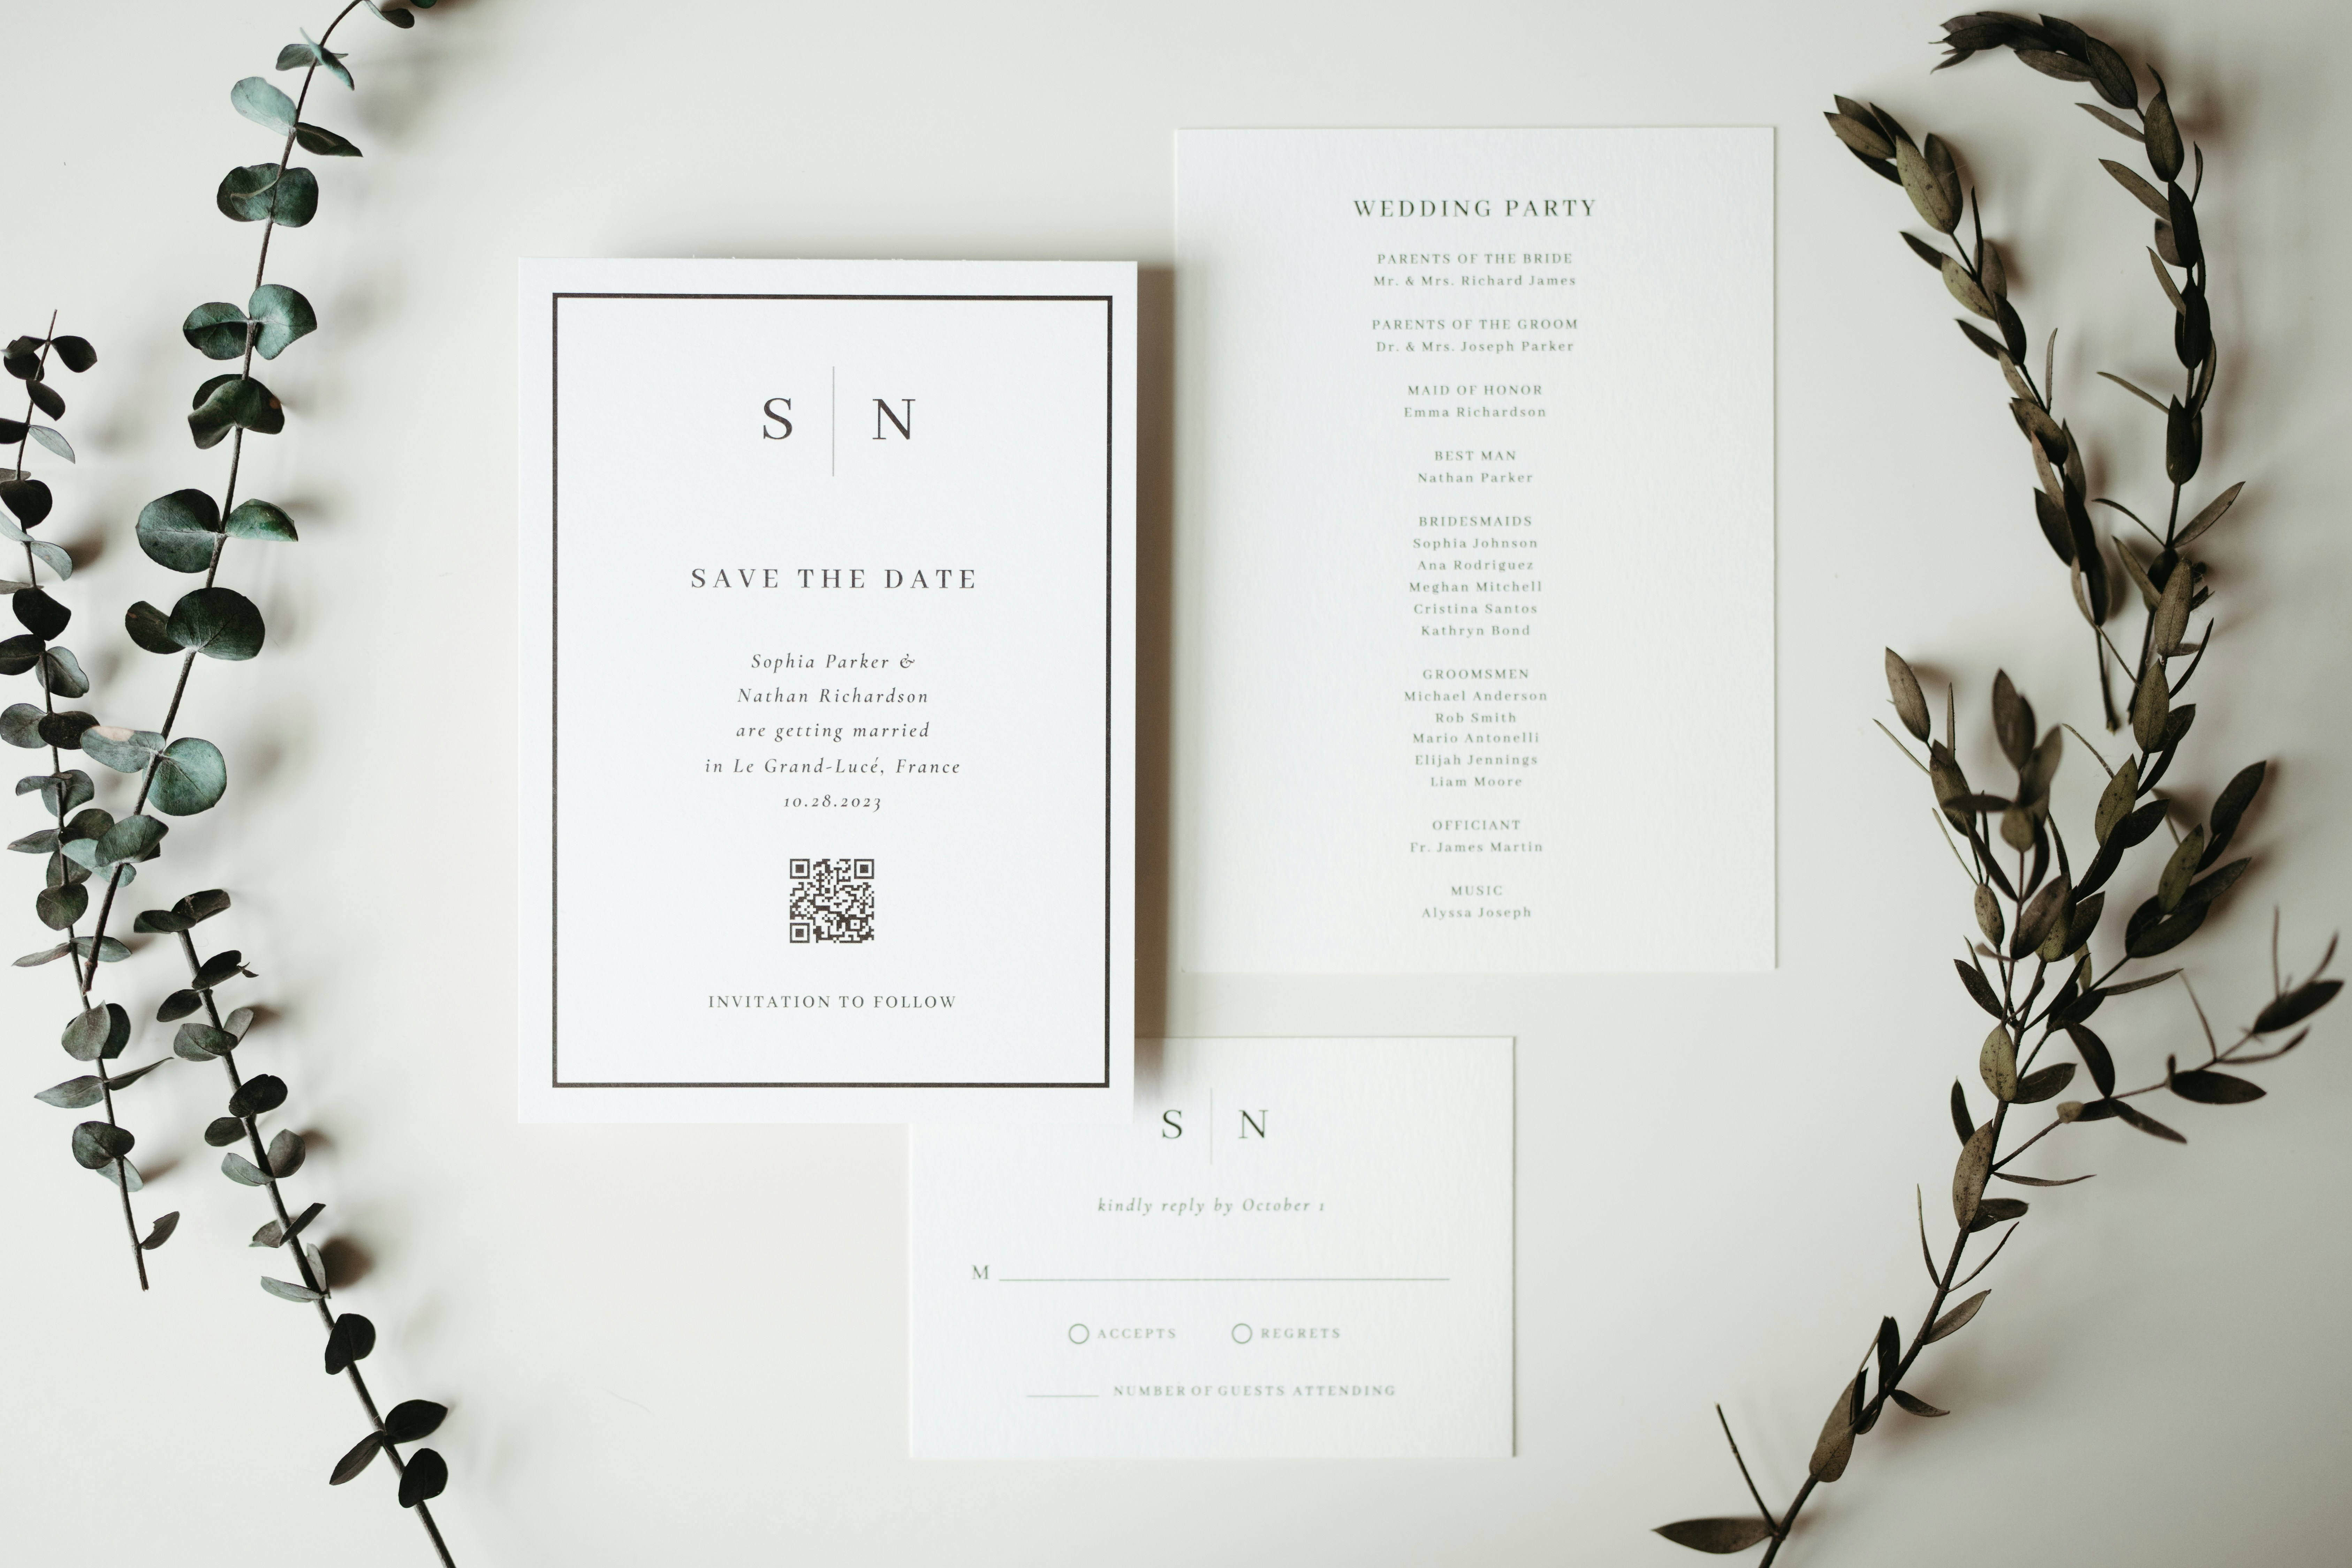 S | N
SAVE THE DATE
Sophia Parker &
Nathan Richardson
are getting married
in Le Grand-Lucé, France
10.28.2023
INVITATION TO FOLLOW
WEDDING PARTY
PARENTS OF THE BRIDE
Mr. & Mrs. Richard James
PARENTS OF THE GROOM
Dr. & Mrs. Joseph Parker
MAID OF HONOR
Emma Richardson
BEST MAN
Nathan Parker
BRIDESMAIDS
Sophia Johnson
Ana Rodriguez
Meghan Mitchell
Cristina Santos
Kathryn Bond
GROOMSMEN
Michael Anderson
Rob Smith
Mario Antonelli
Elijah Jennings
Liam Moore
OFFICIANT
Fr. James Martin
MUSIC
Alyssa Joseph
S | N
kindly reply by October 1
M
ACCEPTS REGRETS
NUMBER OF GUESTS ATTENDING